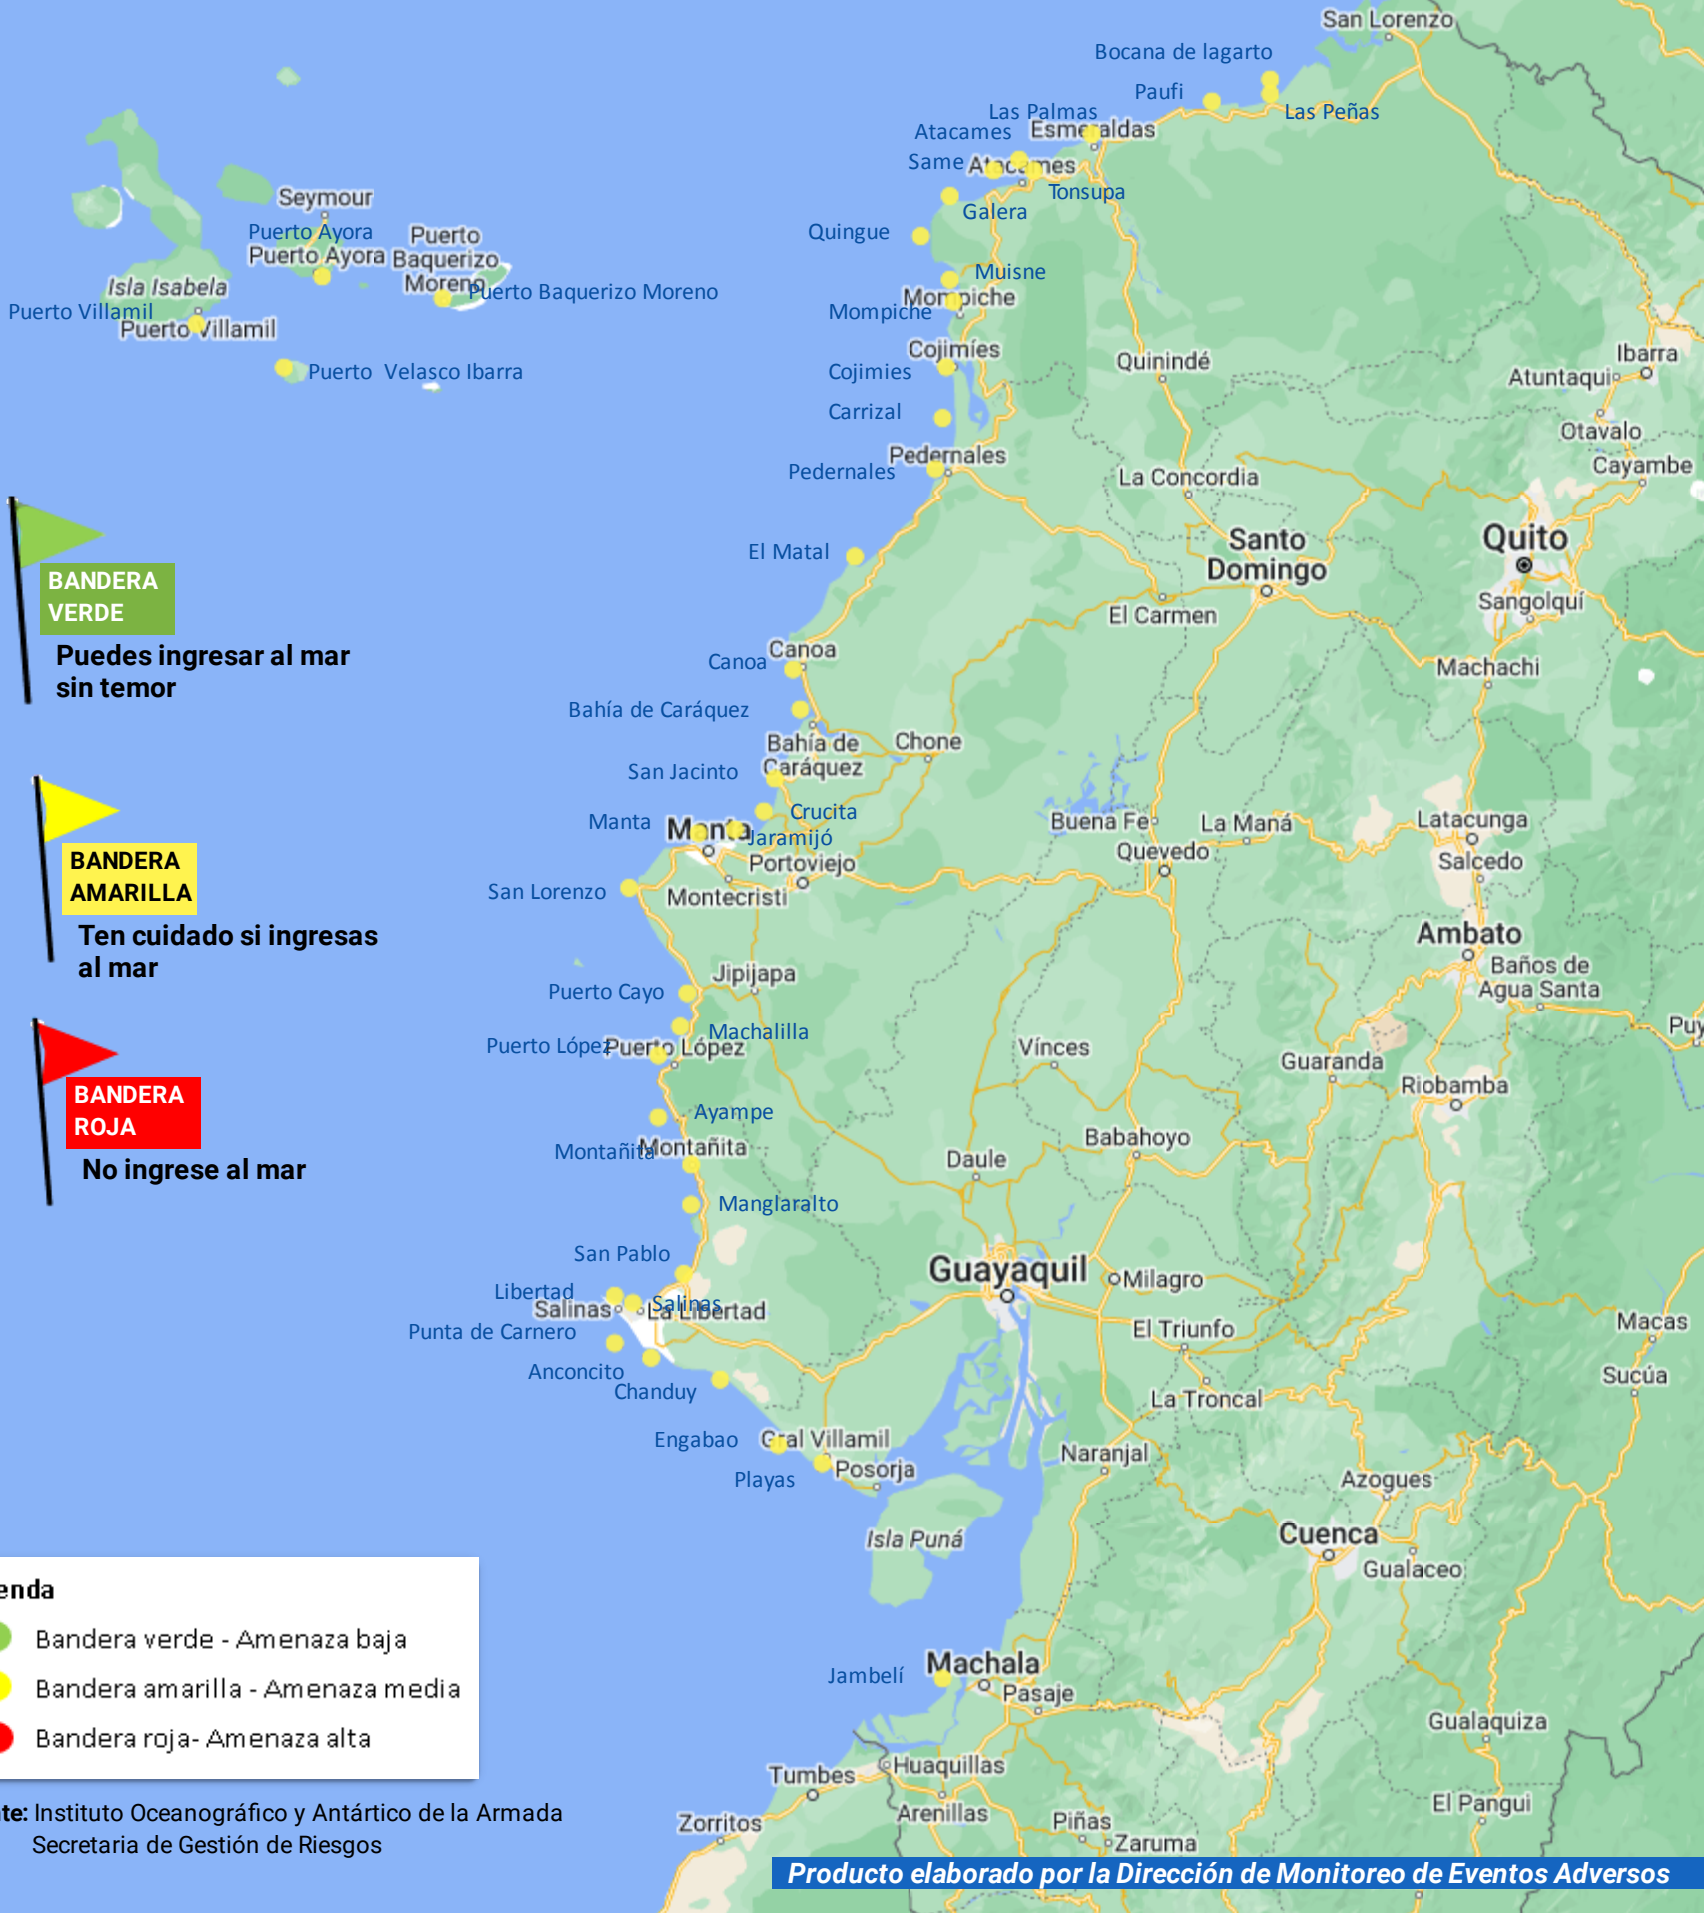 San Lorenzo
Bocana de lagarto
Paufi
Las Palmas
Las Peñas
Atacames
Esmeraldas
Same
Atacames
Tonsupa
Galera
Quingue
Muisne
Mompiche
Mompiche
Cojimíes
Cojimies
Carrizal
Pedernales
Pedernales
El Matal
Canoa
Canoa
Bahía de Caráquez
Bahía de
Caráquez
Chone
San Jacinto
Crucita
Manta
Manta
Jaramijó
Portoviejo
Montecristi
San Lorenzo
Jipijapa
Puerto Cayo
Machalilla
Puerto López
Puerto López
Ayampe
Montañita
Montañita
Manglaralto
San Pablo
Libertad
Salinas
Salinas
La Libertad
Punta de Carnero
Anconcito
Chanduy
Engabao
Gral Villamil
Playas
Posorja
Isla Puná
Jambelí
Machala
Pasaje
Huaquillas
Tumbes
Arenillas
Zorritos
Piñas
Zaruma
Seymour
Puerto Ayora
Puerto Ayora
Puerto
Baquerizo
Moreno
Puerto Baquerizo Moreno
Isla Isabela
Puerto Villamil
Puerto Villamil
Puerto Velasco Ibarra
Quinindé
Ibarra
Atuntaqui
Otavalo
Cayambe
La Concordia
Santo
Domingo
Quito
El Carmen
Sangolquí
Machachi
Buena Fe
La Maná
Quevedo
Latacunga
Salcedo
Ambato
Baños de
Agua Santa
Puy
Vínces
Guaranda
Riobamba
Babahoyo
Daule
Guayaquil
Milagro
El Triunfo
Macas
Sucúa
La Troncal
Naranjal
Azogues
Cuenca
Gualaceo
Gualaquiza
El Pangui
BANDERA
VERDE
Puedes ingresar al mar
sin temor
BANDERA
AMARILLA
Ten cuidado si ingresas
al mar
BANDERA
ROJA
No ingrese al mar
enda
Bandera verde - Amenaza baja
Bandera amarilla - Amenaza media
Bandera roja- Amenaza alta
te: Instituto Oceanográfico y Antártico de la Armada
Secretaria de Gestión de Riesgos
Producto elaborado por la Dirección de Monitoreo de Eventos Adversos